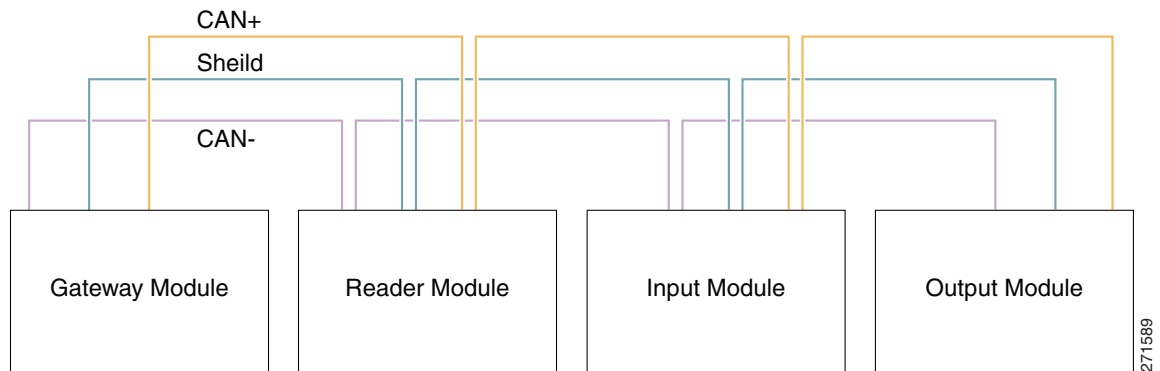 CAN+
Sheild
CAN-
Gateway Module
Reader Module
Input Module
Output Module
271589